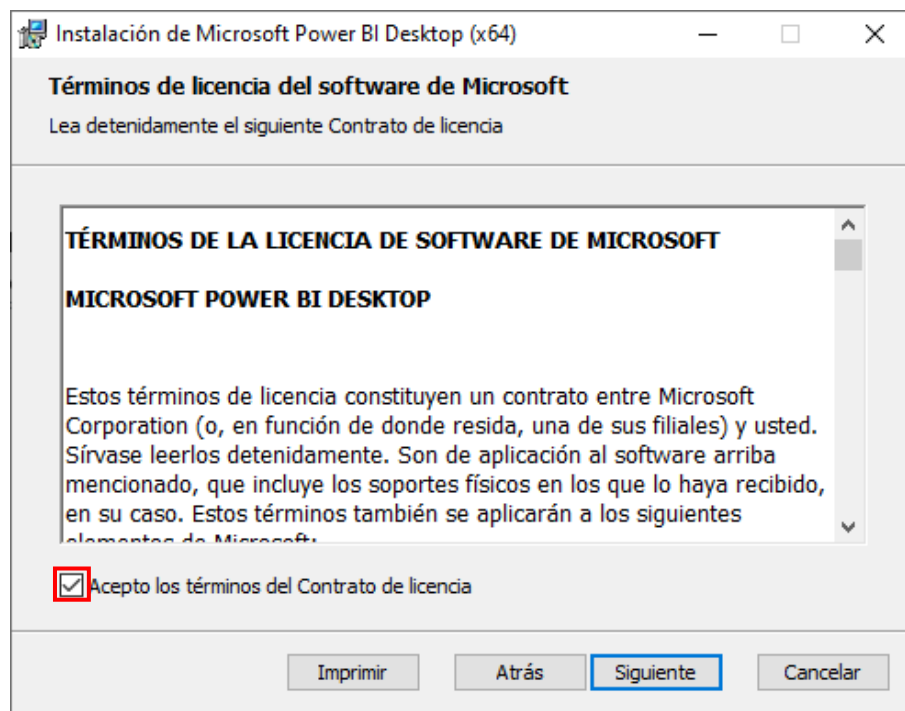 Instalación de Microsoft Power BI Desktop (x64)
Términos de licencia del software de Microsoft
Lea detenidamente el siguiente Contrato de licencia
TÉRMINOS DE LA LICENCIA DE SOFTWARE DE MICROSOFT
MICROSOFT POWER BI DESKTOP
Estos términos de licencia constituyen un contrato entre Microsoft
Corporation (o, en función de donde resida, una de sus filiales) y usted.
Sírvase leerlos detenidamente. Son de aplicación al software arriba
mencionado, que incluye los soportes físicos en los que lo haya recibido,
en su caso. Estos términos también se aplicarán a los siguientes
elementos de Microsoft:
Acepto los términos del Contrato de licencia
Imprimir Atrás Siguiente Cancelar